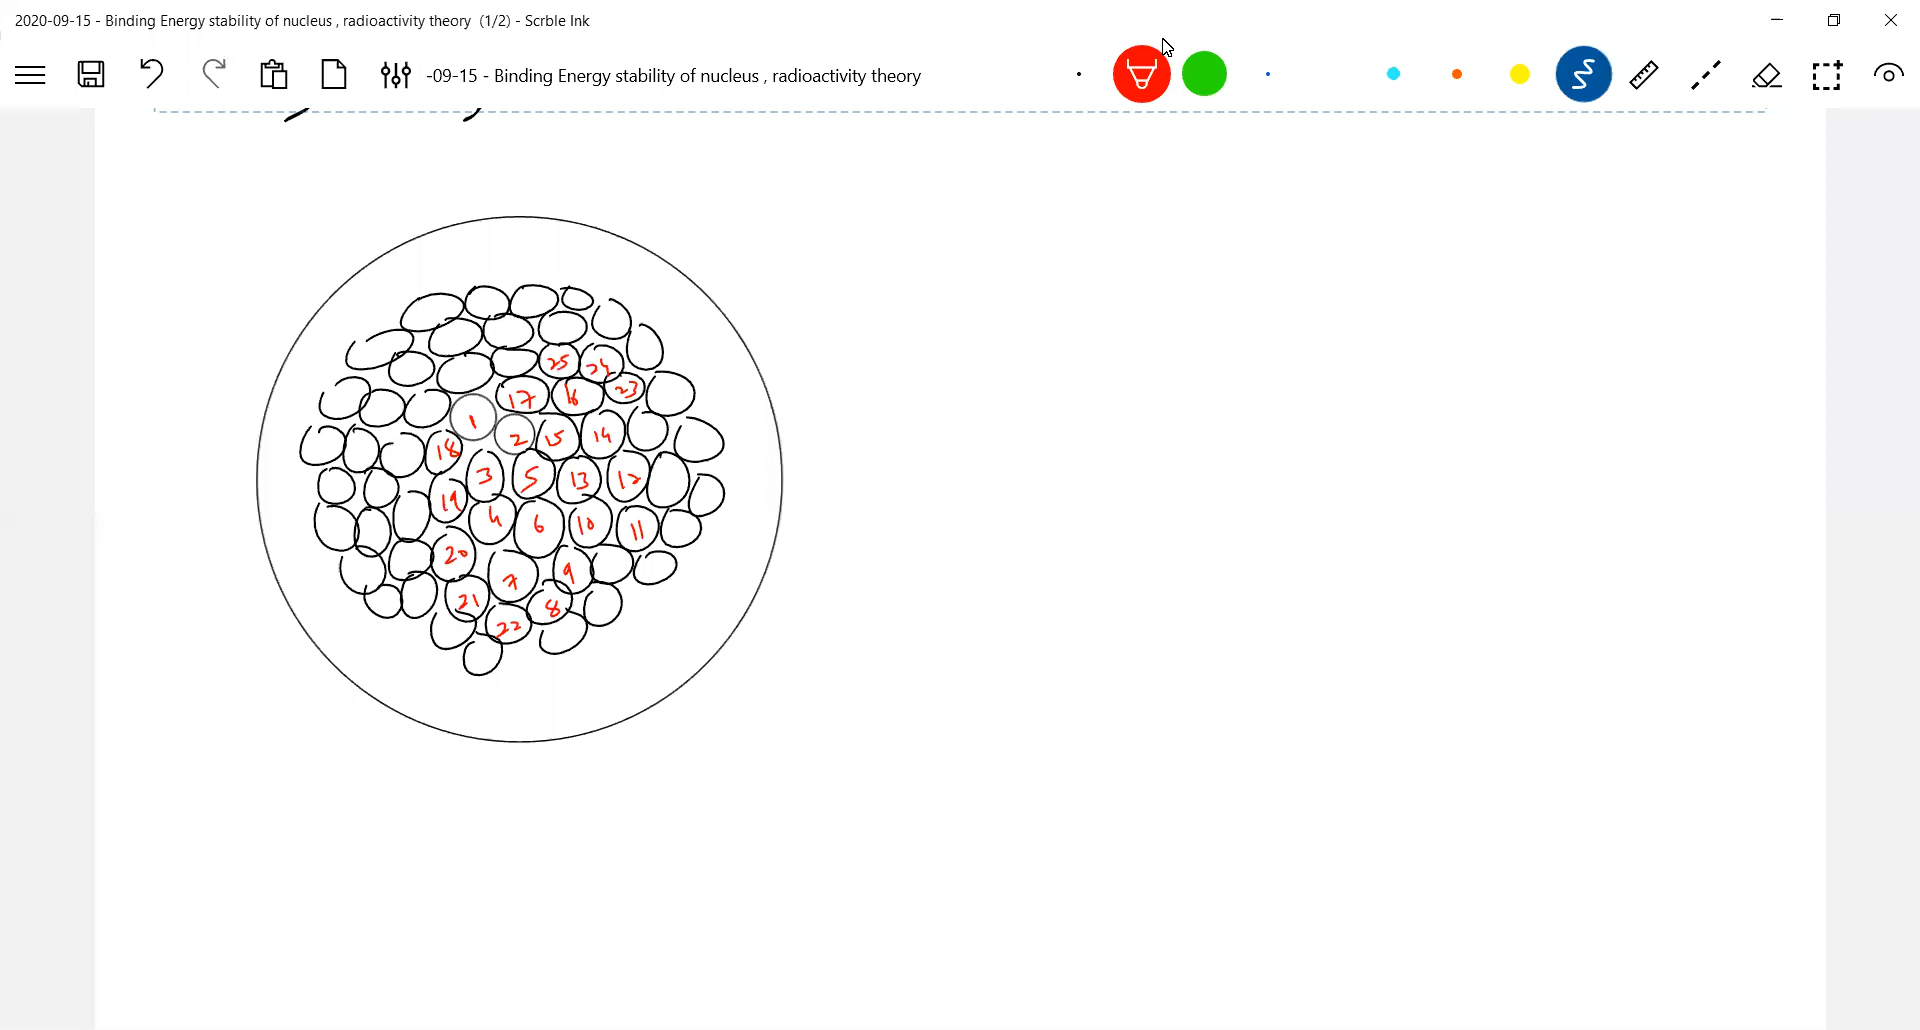 2020-09-15 - Binding Energy stability of nucleus , radioactivity theory (1/2) - Scrble Ink
-09-15 - Binding Energy stability of nucleus , radioactivity theory
25 24
17 16 23
1
18 2 15 14
3 5 13 12
19 4 6 10 11
20 7 9
21 8
22